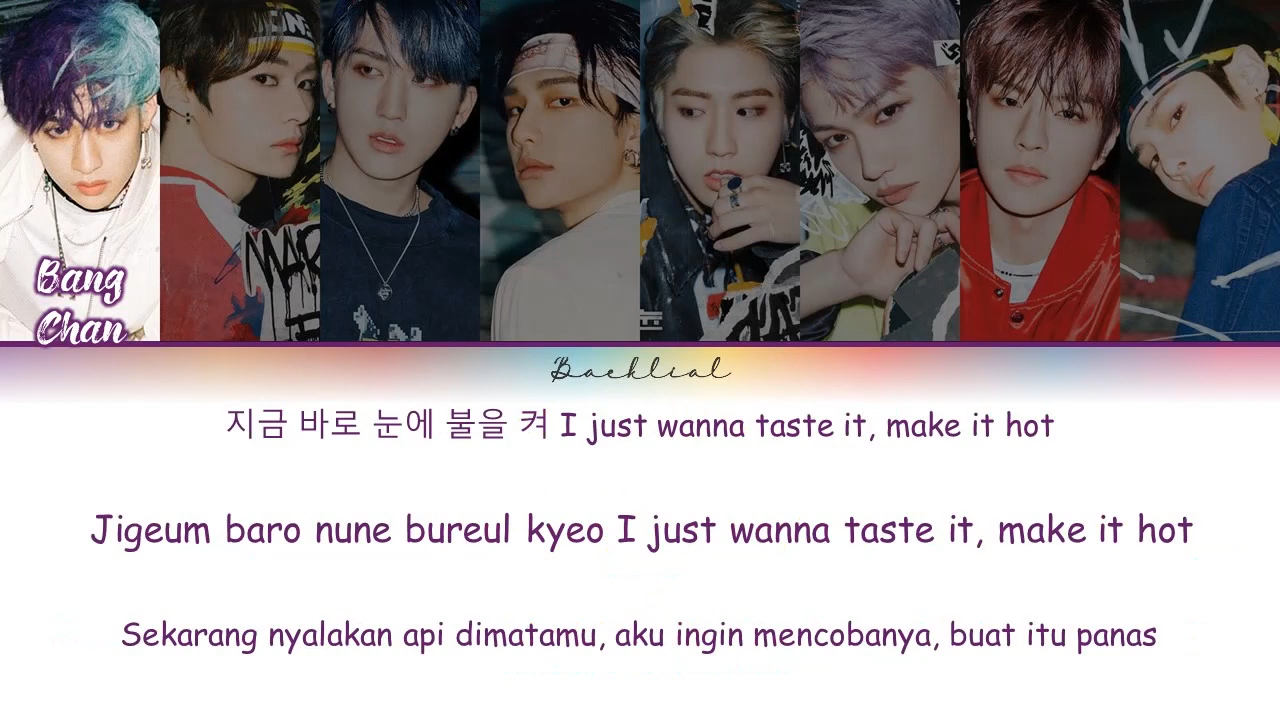 Bang
Chan
Baeklial
지금 바로 눈에 불을 켜 I just wanna taste it, make it hot
Jigeum baro nune bureul kyeo I just wanna taste it, make it hot
Sekarang nyalakan api dimatamu, aku ingin mencobanya, buat itu panas